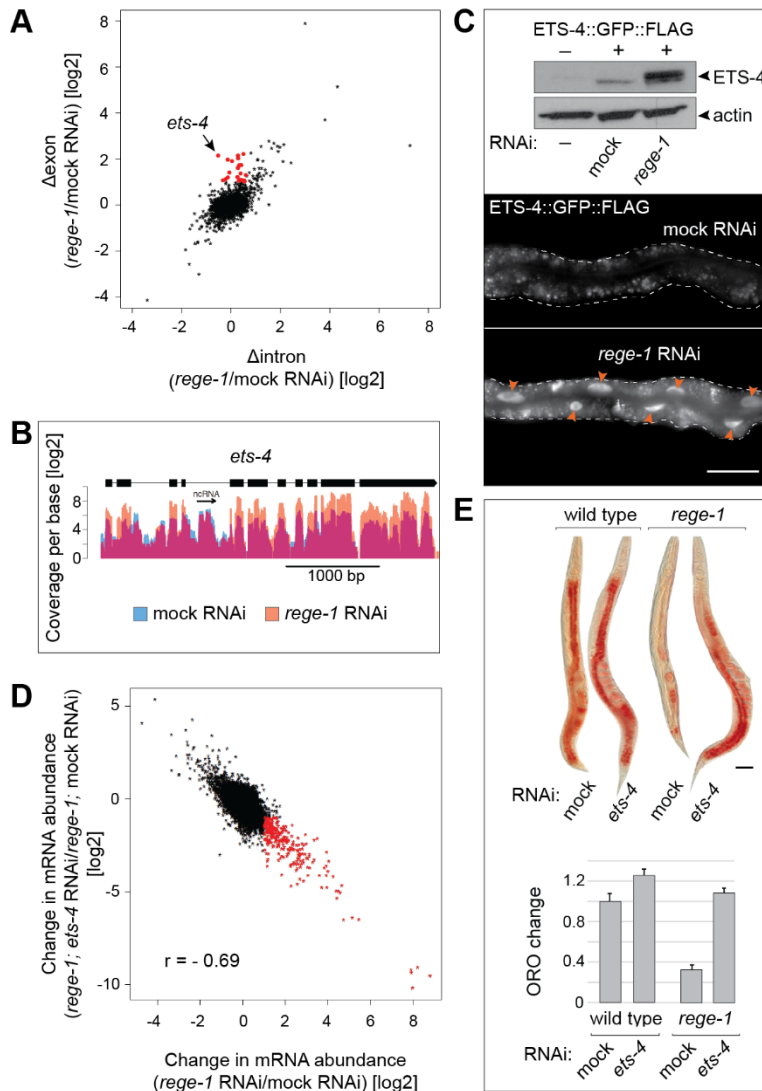 A
Δexon
(rege-1/mock RNAi) [log2]
8
6
4
2
0
-2
-4
ets-4
-4 -2 0 2 4 6 8
Δintron
(rege-1/mock RNAi) [log2]
B
ets-4
Coverage per base [log2]
8
4
2
0
ncRNA
1000 bp
mock RNAi
rege-1 RNAi
C
ETS-4::GFP::FLAG
– + +
ETS-4
actin
RNAi: – mock rege-1
ETS-4::GFP::FLAG
mock RNAi
rege-1 RNAi
D
Change in mRNA abundance
(rege-1; ets-4 RNAi/rege-1; mock RNAi)
[log2]
5
0
-5
-10
r = - 0.69
-4 -2 0 2 4 6 8
Change in mRNA abundance
(rege-1 RNAi/mock RNAi) [log2]
E
wild type rege-1
RNAi: mock ets-4 mock ets-4
ORO change
1.2
0.8
0.4
0
wild type rege-1
RNAi: mock ets-4 mock ets-4